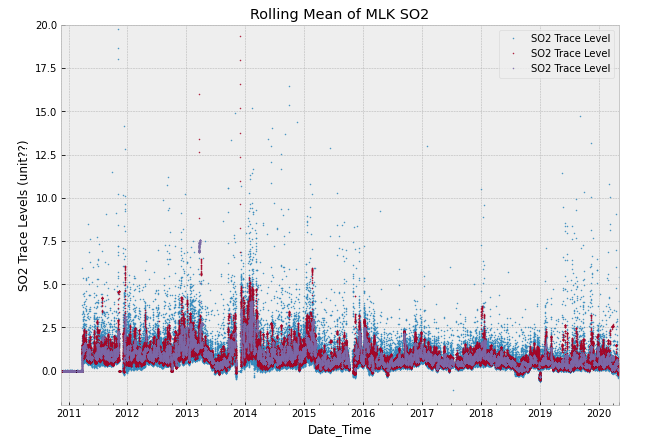 Rolling Mean of MLK SO2
SO2 Trace Level
SO2 Trace Level
SO2 Trace Level
SO2 Trace Levels (unit??)
20.0
17.5
15.0
12.5
10.0
7.5
5.0
2.5
0.0
2011 2012 2013 2014 2015 2016 2017 2018 2019 2020
Date_Time